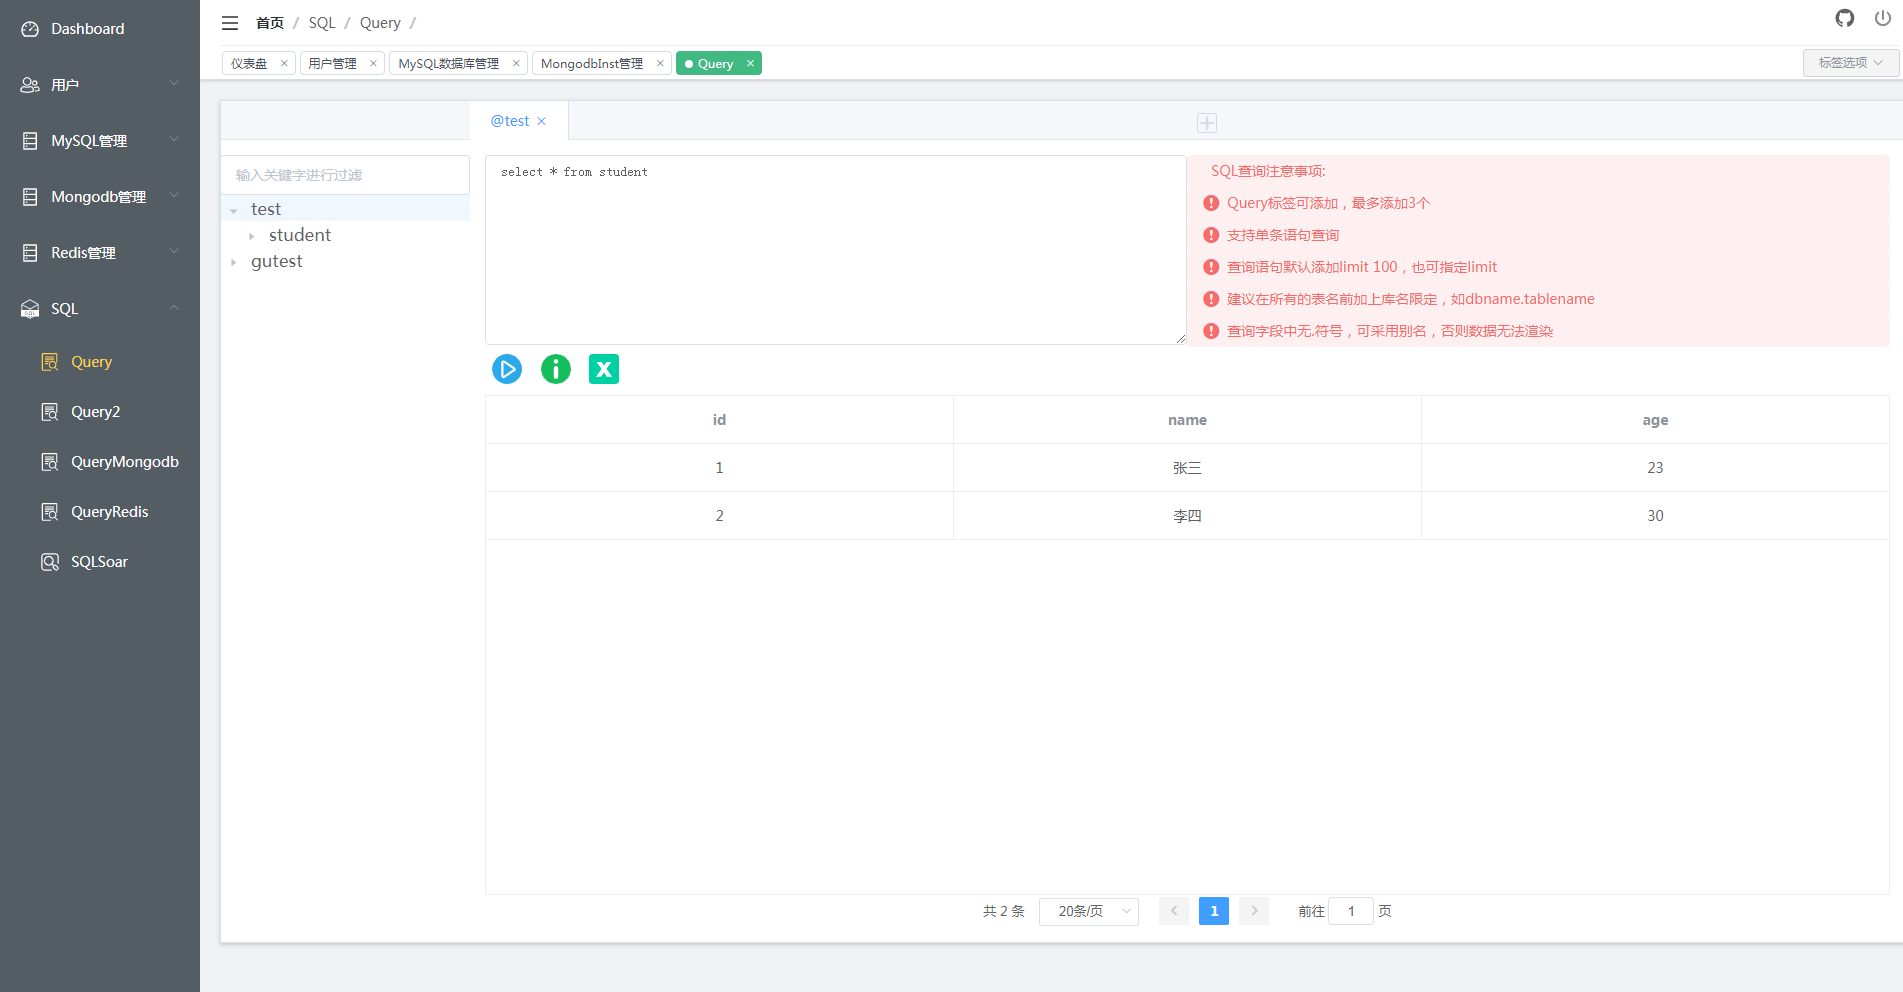 Dashboard
用户
MySQL管理
Mongodb管理
Redis管理
SQL
Query
Query2
QueryMongodb
QueryRedis
SQLSoar
首页 / SQL / Query /
仪表盘 × 用户管理 × MySQL数据库管理 × MongodbInst管理 × Query ×
标签选项
@test ×
输入关键字进行过滤
test
student
gutest
select * from student
SQL查询注意事项:
Query标签可添加，最多添加3个
支持单条语句查询
查询语句默认添加limit 100，也可指定limit
建议在所有的表名前加上库名限定，如dbname.tablename
查询字段中无.符号，可采用别名，否则数据无法渲染
id name age
1 张三 23
2 李四 30
共 2 条 20条/页 1 前往 1 页